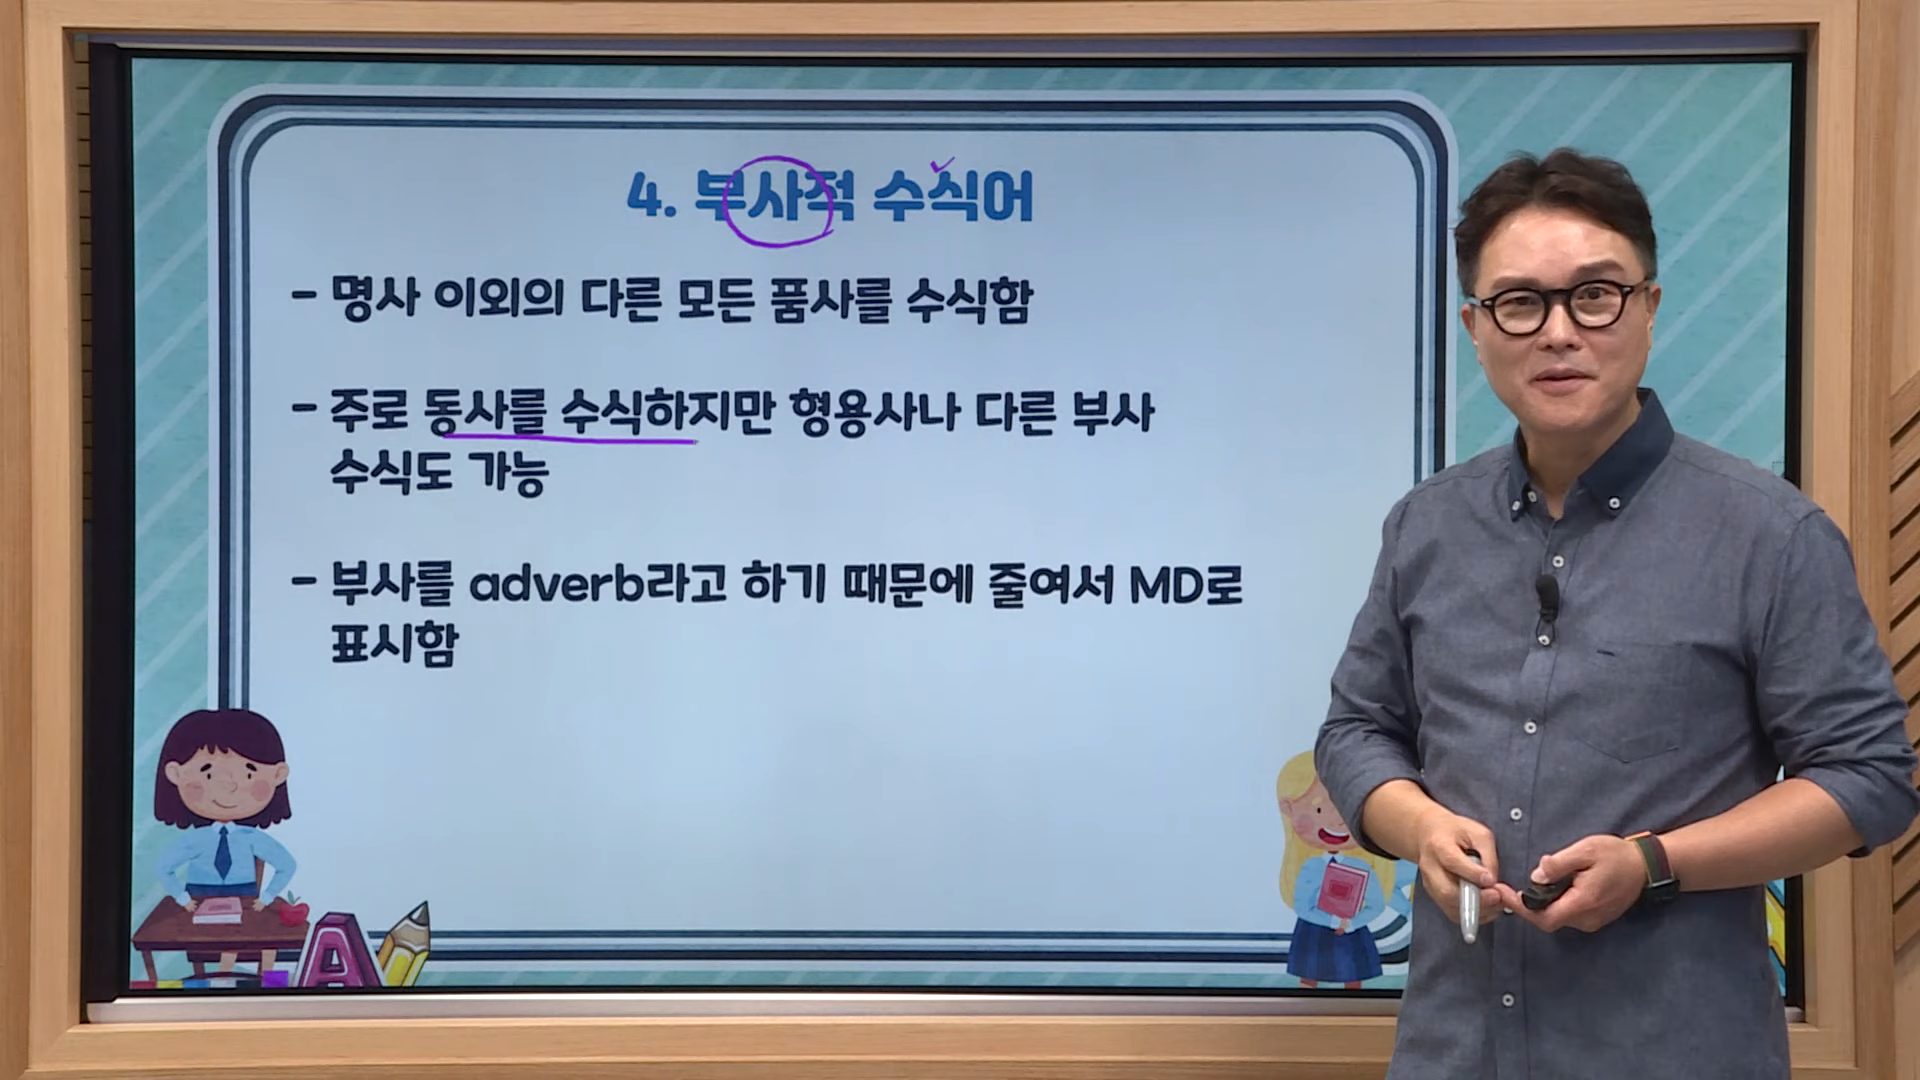 4. 부사적 수식어
- 명사 이외의 다른 모든 품사를 수식함
- 주로 동사를 수식하지만 형용사나 다른 부사
수식도 가능
- 부사를 adverb라고 하기 때문에 줄여서 MD로
표시함
A